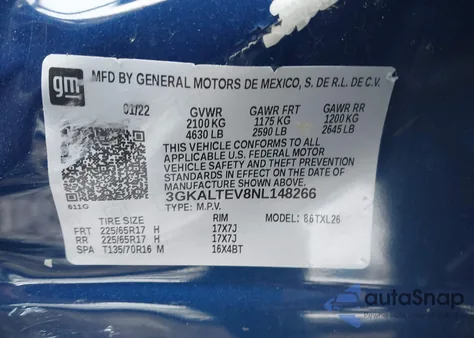 gm
MFD BY GENERAL MOTORS DE MEXICO, S. DE R.L. DE C.V.
01/22 GVWR GAWR FRT GAWR RR
2100 KG 1175 KG 1200 KG
4630 LB 2590 LB 2645 LB
THIS VEHICLE CONFORMS TO ALL
APPLICABLE U.S. FEDERAL MOTOR
VEHICLE SAFETY AND BUMPER
STANDARDS IN EFFECT ON THE DATE OF
MANUFACTURE SHOWN ABOVE.
3GKALTEV8NL148266
611G TYPE: M.P.V. MODEL: 86TXL26
TIRE SIZE RIM
FRT 225/65R17 H 17X7J
RR 225/65R17 H 17X7J
SPA T135/70R16 M 16X4BT
autoSnap